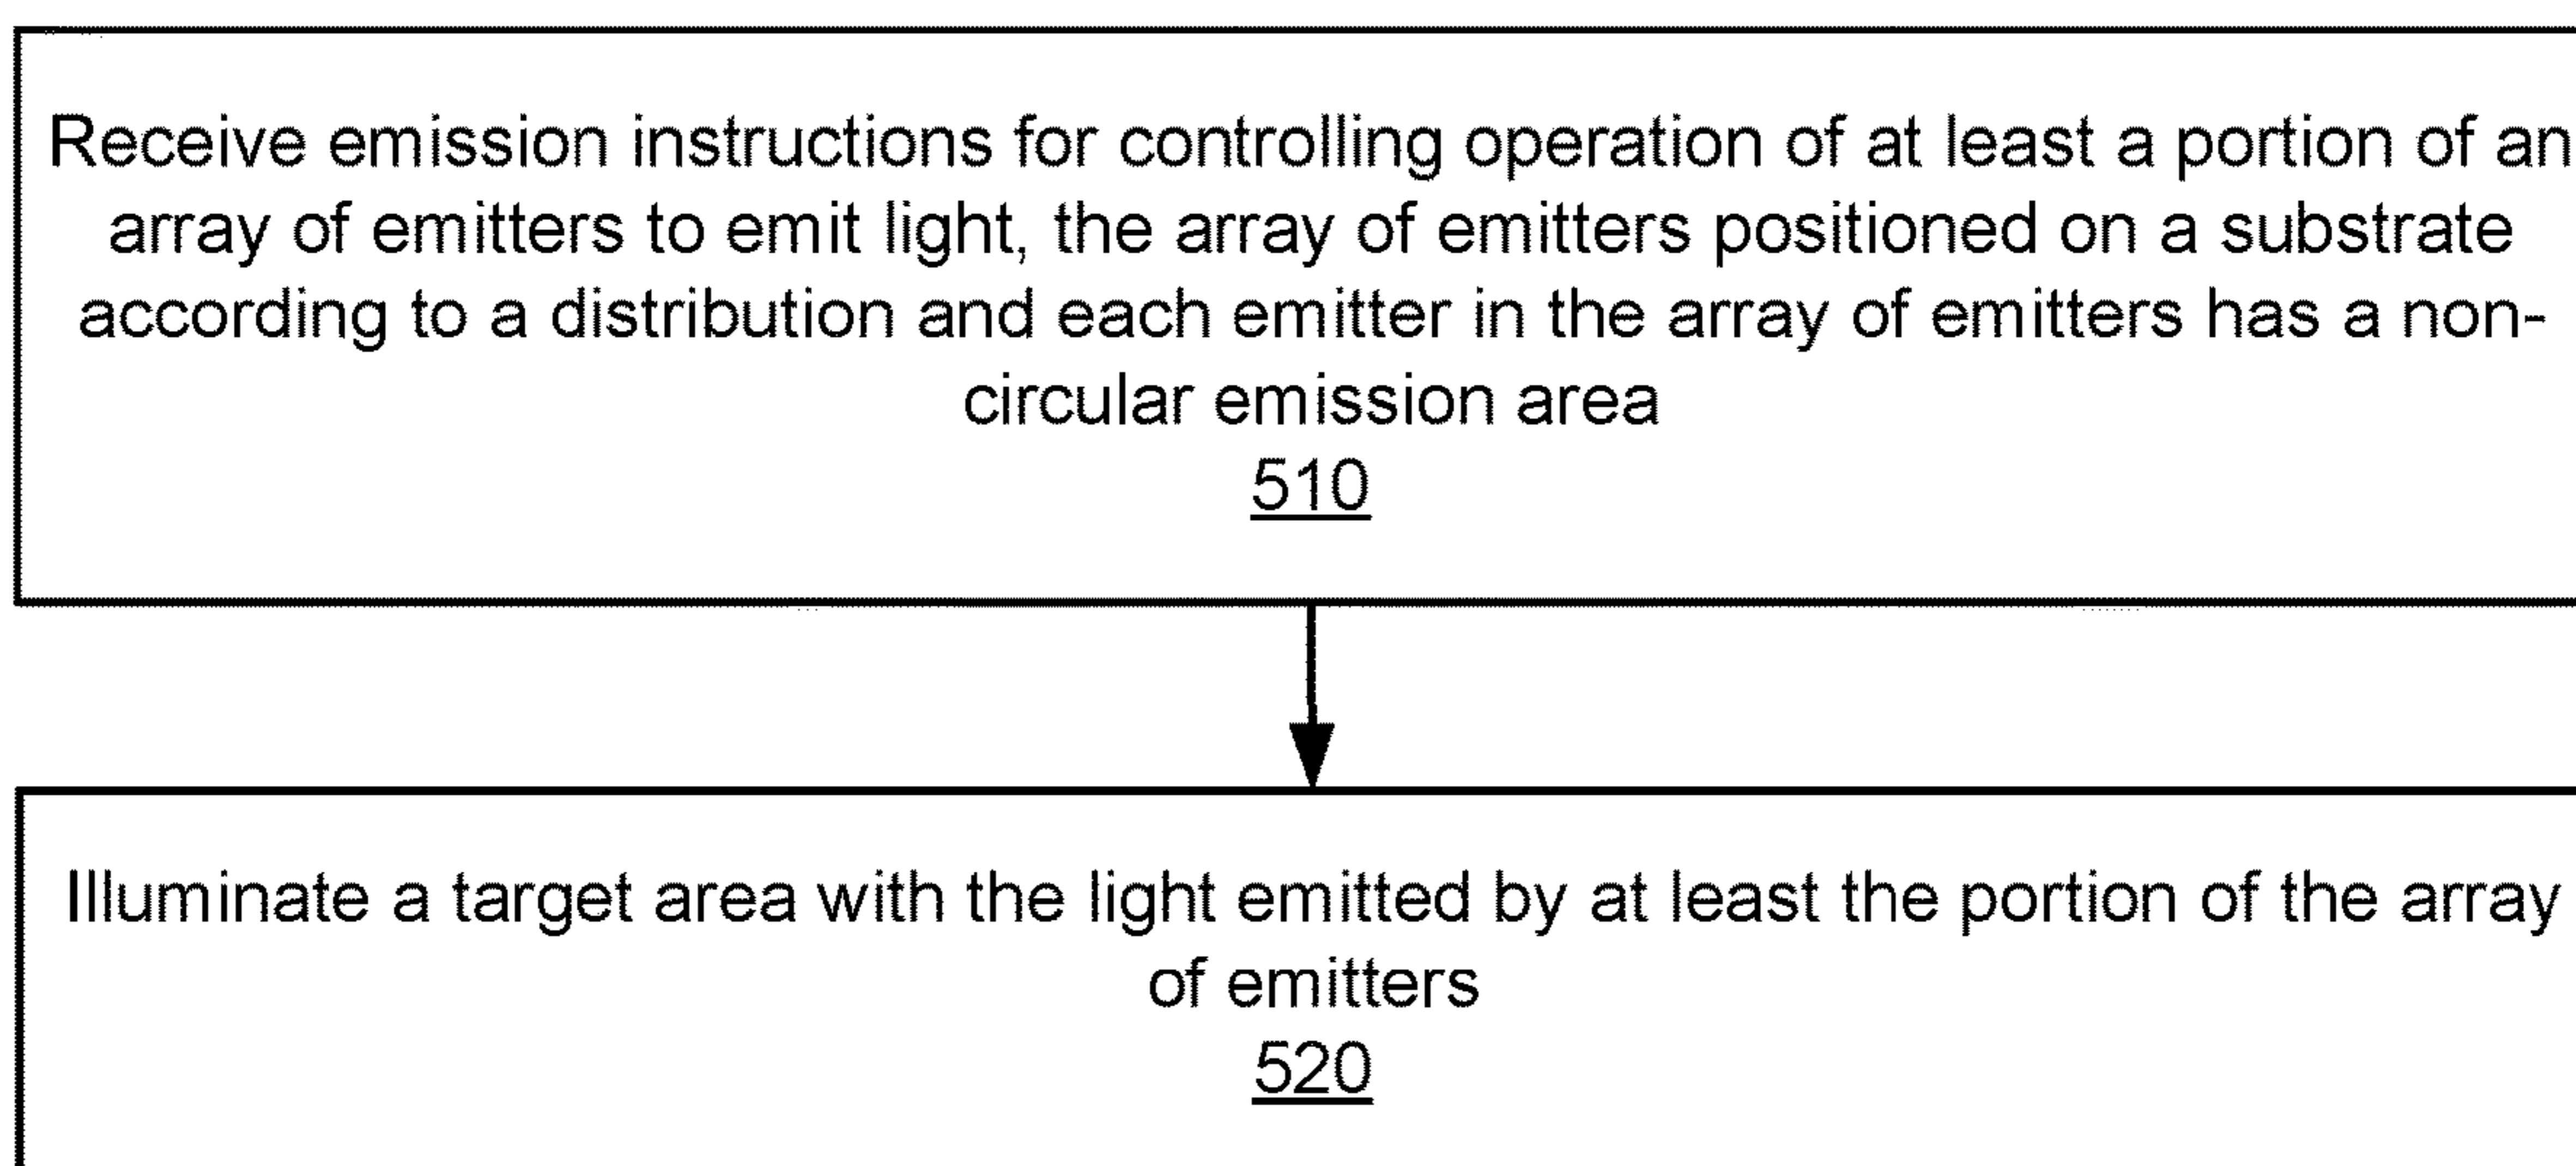 Receive emission instructions for controlling operation of at least a portion of an
array of emitters to emit light, the array of emitters positioned on a substrate
according to a distribution and each emitter in the array of emitters has a non-
circular emission area
510
Illuminate a target area with the light emitted by at least the portion of the array
of emitters
520